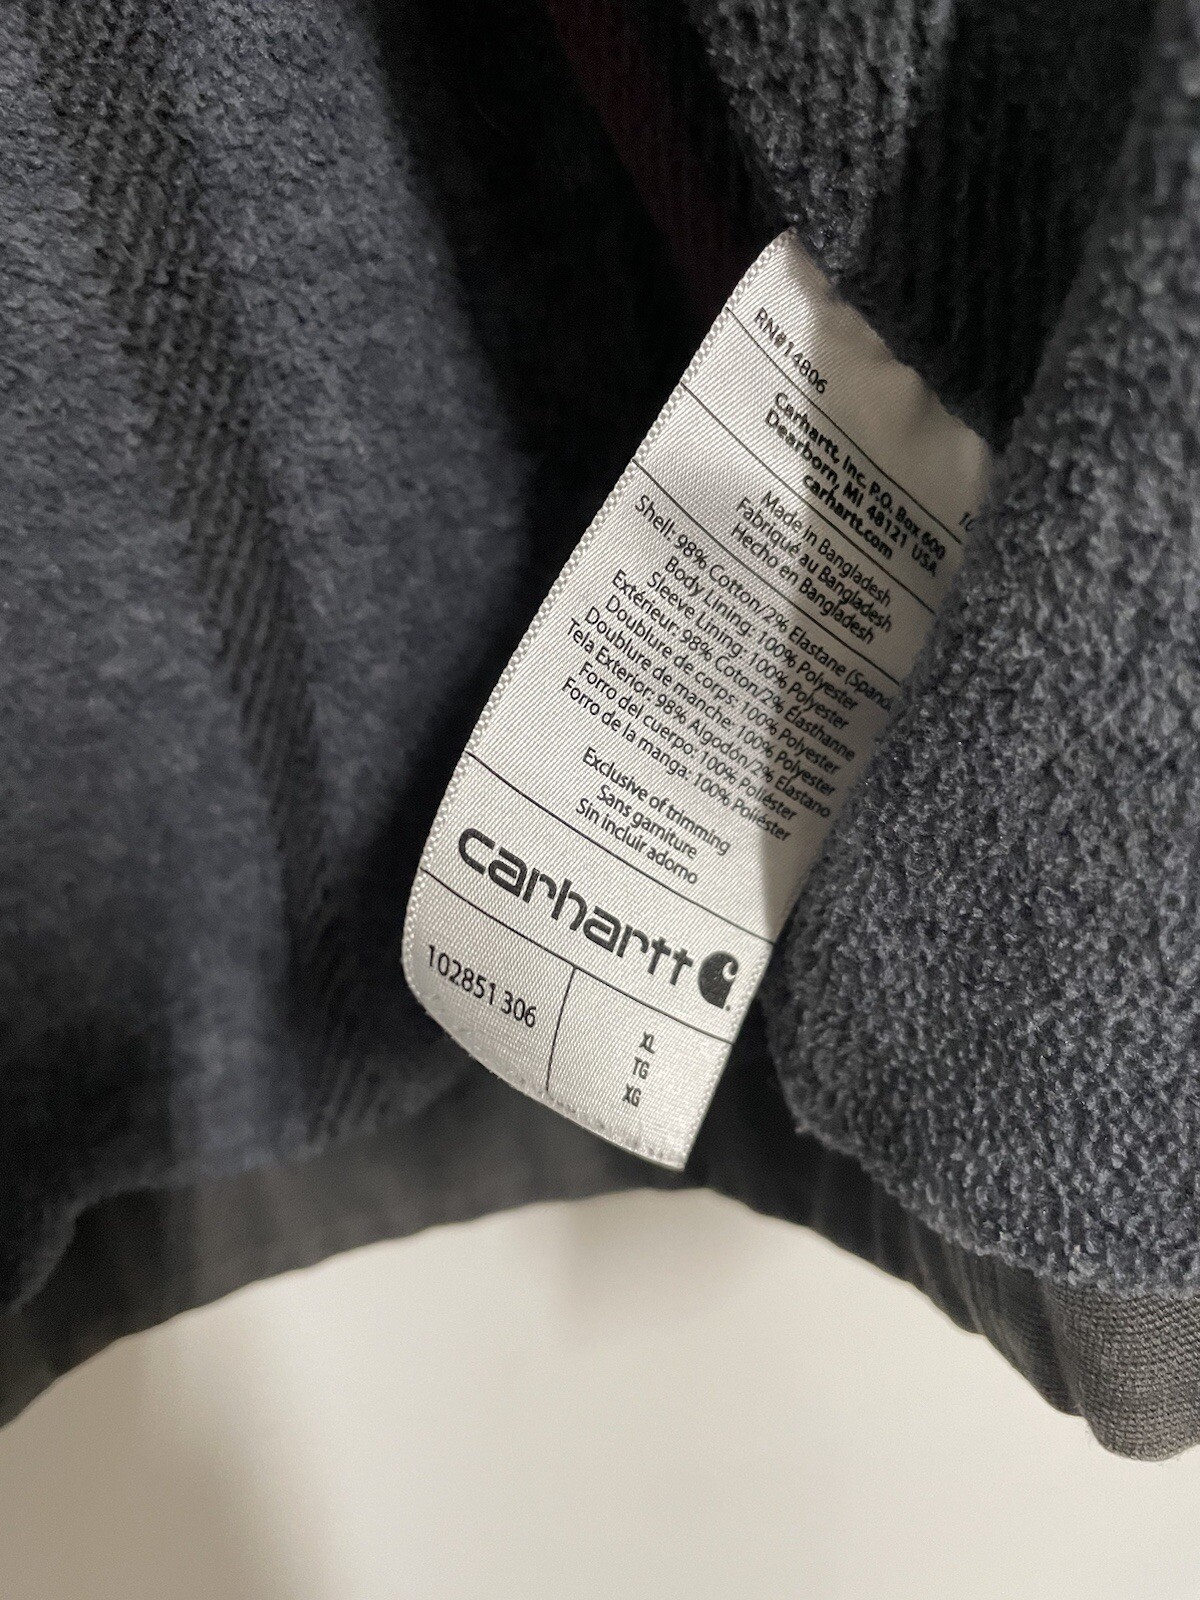 RN#14806
Carhartt, Inc. P.O. Box 600
Dearborn, MI 48121 USA
carhartt.com
Made in Bangladesh
Fabriqué au Bangladesh
Hecho en Bangladesh
Shell: 98% Cotton/2% Elastane (Spand
Body Lining: 100% Polyester
Sleeve Lining: 100% Polyester
Extérieur: 98% Coton/2% Élasthanne
Doublure de corps: 100% Polyester
Doublure de manche: 100% Polyester
Tela Exterior: 98% Algodón/2% Elastano
Forro del cuerpo: 100% Poliéster
Forro de la manga: 100% Poliéster
Exclusive of trimming
Sans garniture
Sin incluir adorno
carhartt
102851 306
XL
TG
XG